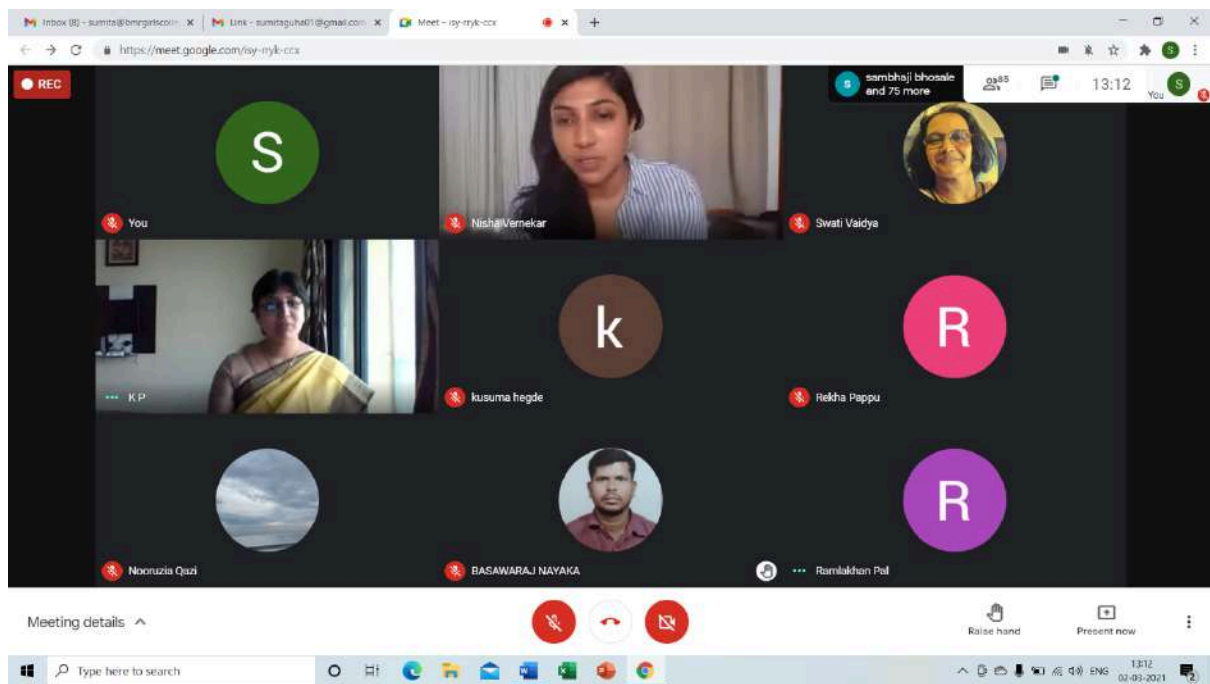 Inbox (8) - sumita@bmrgirlscolle
Link - sumitaguha01@gmail.com
Meet – isy-rryk-ccx
https://meet.google.com/isy-rryk-ccx
S
REC
s
sambhaji bhosale
and 75 more
85
13:12
You
S
S
You
Nisha Vernekar
Swati Vaidya
K P
k
kusuma hegde
R
Rekha Pappu
Nooruzia Qazi
BASAWARAJ NAYAKA
R
Ramlakhan Pal
Meeting details
Raise hand
Present now
Type here to search
ENG
13:12
02-03-2021
2